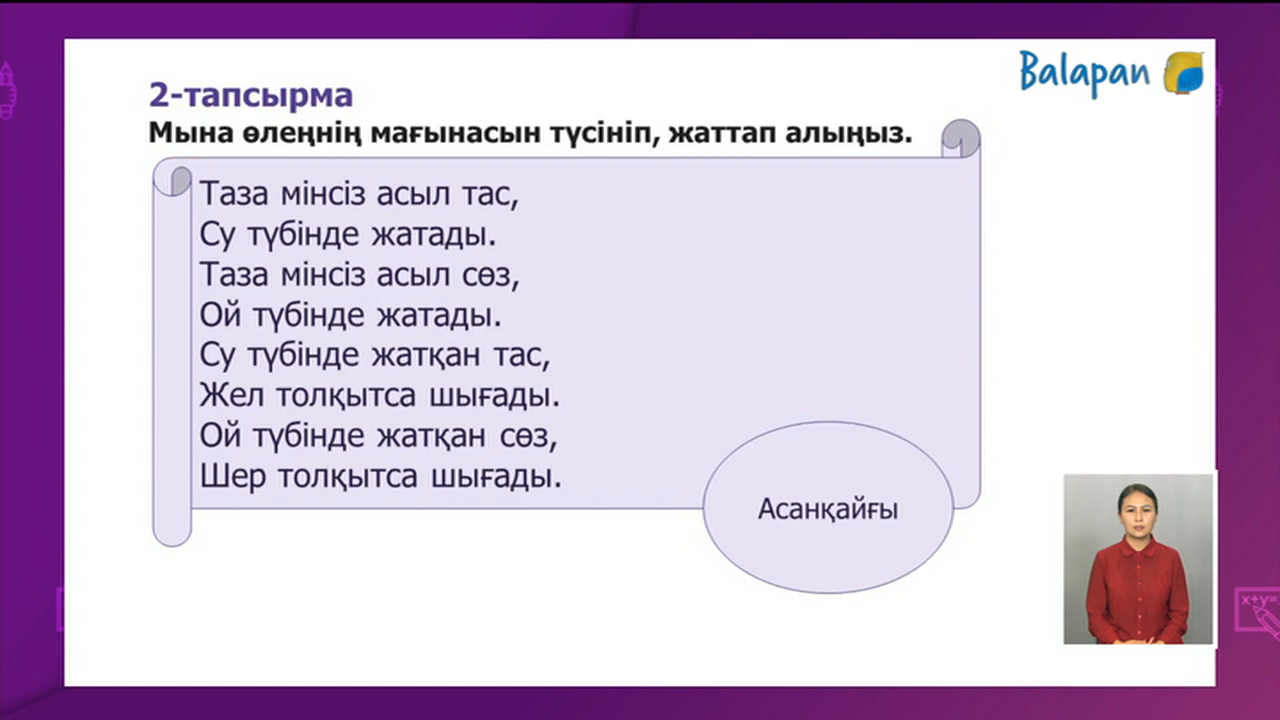 Balapan
2-тапсырма
Мына өлеңнің мағынасын түсініп, жаттап алыңыз.
Таза мінсіз асыл тас,
Су түбінде жатады.
Таза мінсіз асыл сөз,
Ой түбінде жатады.
Су түбінде жатқан тас,
Жел толқытса шығады.
Ой түбінде жатқан сөз,
Шер толқытса шығады.
Асанқайғы
x+y=